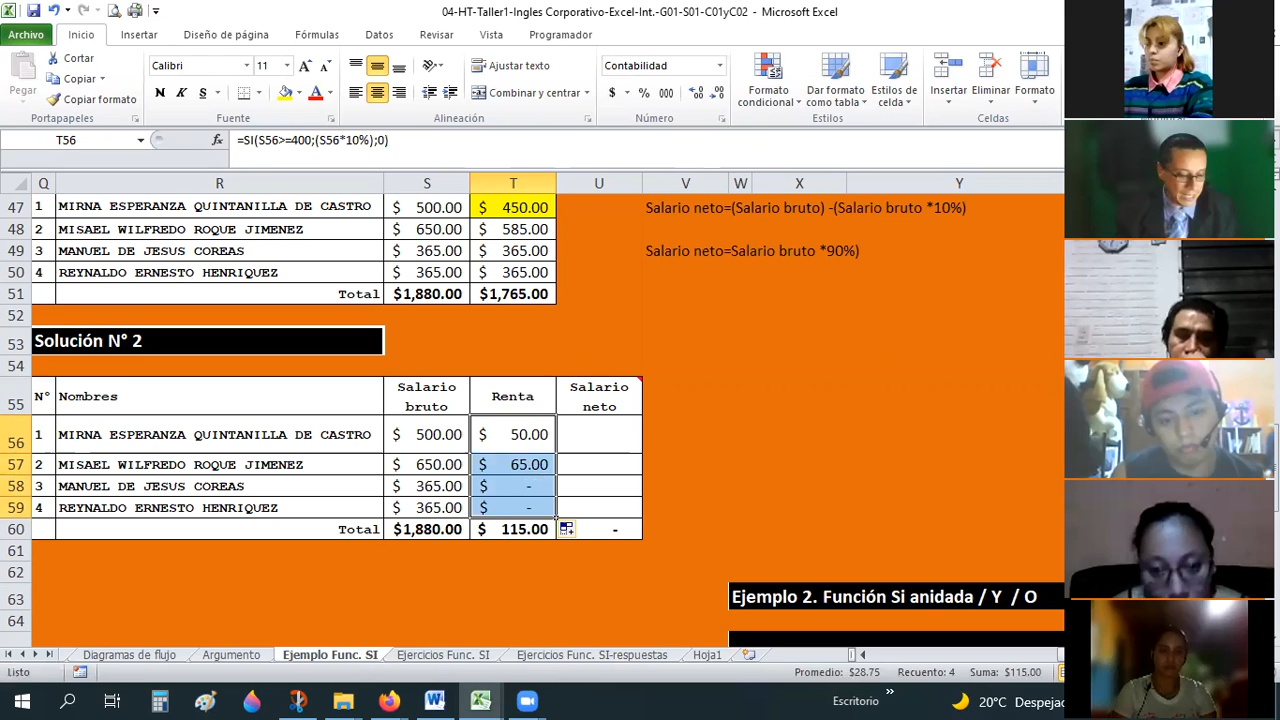 04-HT-Taller1-Ingles Corporativo-Excel-Int.-G01-S01-C01yC02 - Microsoft Excel
Archivo Inicio Insertar Diseño de página Fórmulas Datos Revisar Vista Programador
Pegar Cortar Copiar Copiar formato
Calibri 11 A A
N K S
Ajustar texto
Combinar y centrar
Contabilidad
$ % 000
Formato condicional Dar formato como tabla Estilos de celda
Insertar Eliminar Formato
Portapapeles Fuente Alineación Número Estilos Celdas
T56 fx =SI(S56>=400;(S56*10%);0)
Q R S T U V W X Y
47 1 MIRNA ESPERANZA QUINTANILLA DE CASTRO $ 500.00 $ 450.00 Salario neto=(Salario bruto) -(Salario bruto *10%)
48 2 MISAEL WILFREDO ROQUE JIMENEZ $ 650.00 $ 585.00
49 3 MANUEL DE JESUS COREAS $ 365.00 $ 365.00 Salario neto=Salario bruto *90%)
50 4 REYNALDO ERNESTO HENRIQUEZ $ 365.00 $ 365.00
51 Total $1,880.00 $1,765.00
52
53 Solución N° 2
54
55 N° Nombres Salario bruto Renta Salario neto
56 1 MIRNA ESPERANZA QUINTANILLA DE CASTRO $ 500.00 $ 50.00
57 2 MISAEL WILFREDO ROQUE JIMENEZ $ 650.00 $ 65.00
58 3 MANUEL DE JESUS COREAS $ 365.00 $ -
59 4 REYNALDO ERNESTO HENRIQUEZ $ 365.00 $ -
60 Total $1,880.00 $ 115.00 -
61
62
63 Ejemplo 2. Función Si anidada / Y / O
64
Diagramas de flujo Argumento Ejemplo Func. SI Ejercicios Func. SI Ejercicios Func. SI-respuestas Hoja1
Listo Promedio: $28.75 Recuento: 4 Suma: $115.00
Escritorio » 20°C Despejado